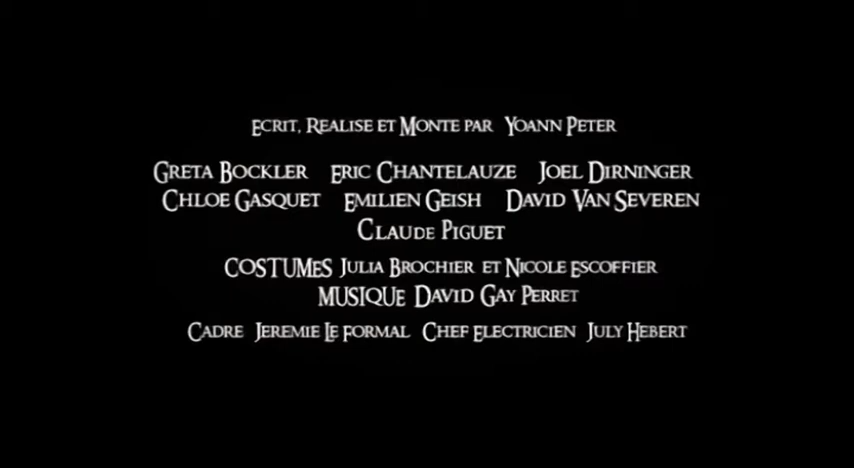 Ecrit, Realise et Monte par Yoann Peter
Greta Bockler Eric Chantelauze Joel Dirninger
Chloe Gasquet Emilien Geish David Van Severen
Claude Piguet
COSTUMES Julia Brochier et Nicole Escoffier
MUSIQUE David Gay Perret
Cadre Jeremie Le Formal Chef Electricien July Hebert